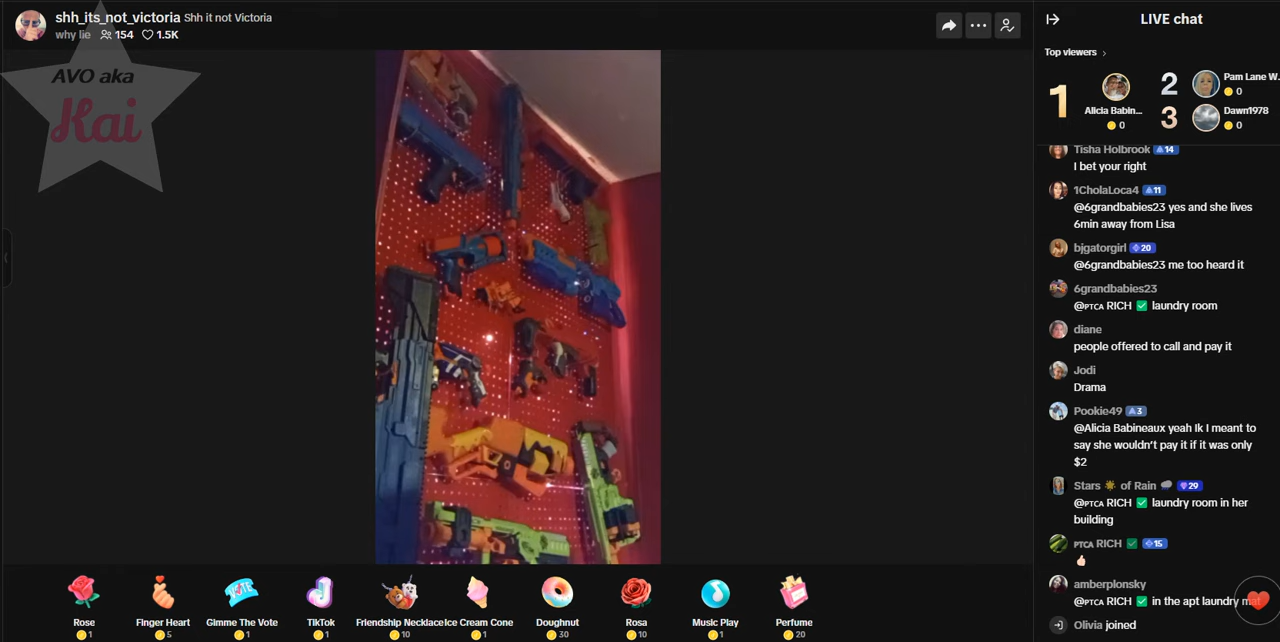 shh_its_not_victoria Shh it not Victoria
why lie 154 1.5K
AVO aka
Kai
LIVE chat
Top viewers
1
Alicia Babin...
0
2
Pam Lane W...
0
3
Dawn1978
0
Tisha Holbrook 14
I bet your right
1CholaLoca4 11
@6grandbabies23 yes and she lives
6min away from Lisa
bjgatorgirl 20
@6grandbabies23 me too heard it
6grandbabies23
@ᴘᴛᴄᴀ RICH ✅ laundry room
diane
people offered to call and pay it
Jodi
Drama
Pookie49 3
@Alicia Babineaux yeah Ik I meant to
say she wouldn't pay it if it was only
$2
Stars of Rain 29
@ᴘᴛᴄᴀ RICH ✅ laundry room in her
building
ᴘᴛᴄᴀ RICH ✅ 15
amberplonsky
@ᴘᴛᴄᴀ RICH ✅ in the apt laundry mat
Olivia joined
Rose
1
Finger Heart
5
GImme The Vote
VOTE
1
TikTok
1
Friendship Necklace
10
Ice Cream Cone
1
Doughnut
30
Rosa
10
Music Play
1
Perfume
20